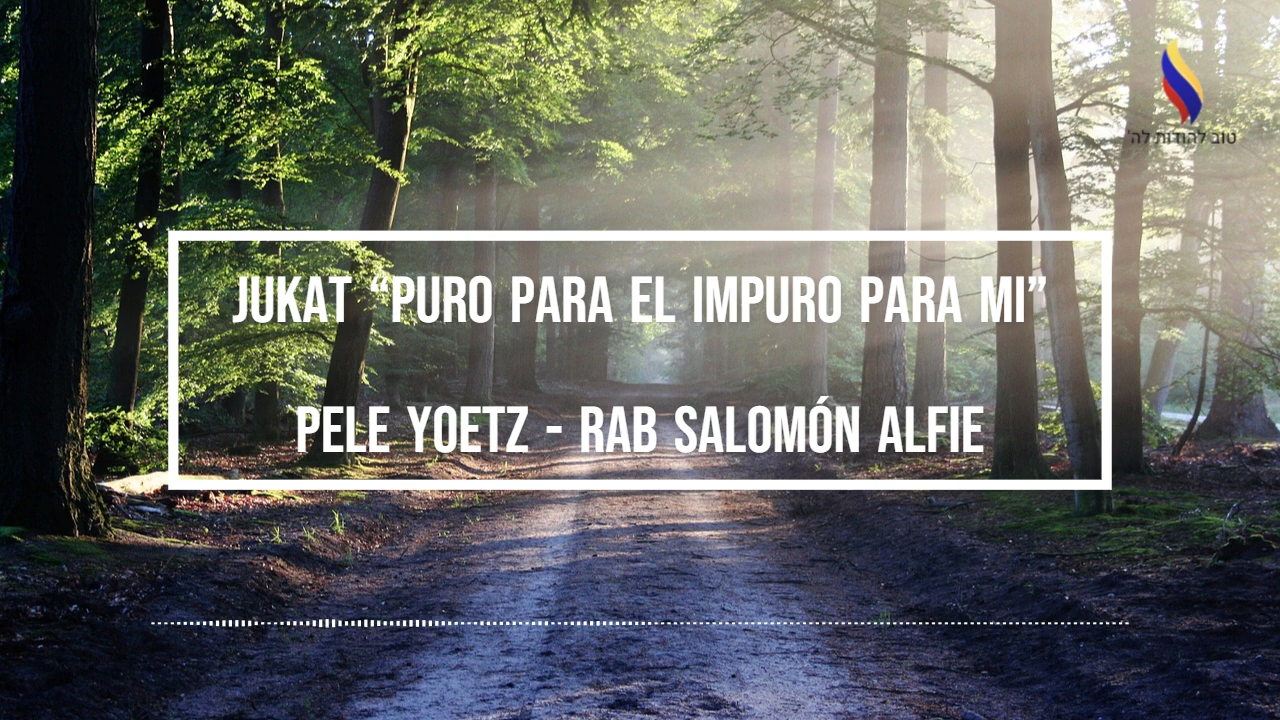 טוב להודות לה'
JUKAT “PURO PARA EL IMPURO PARA MI”
PELE YOETZ - RAB SALOMÓN ALFIE